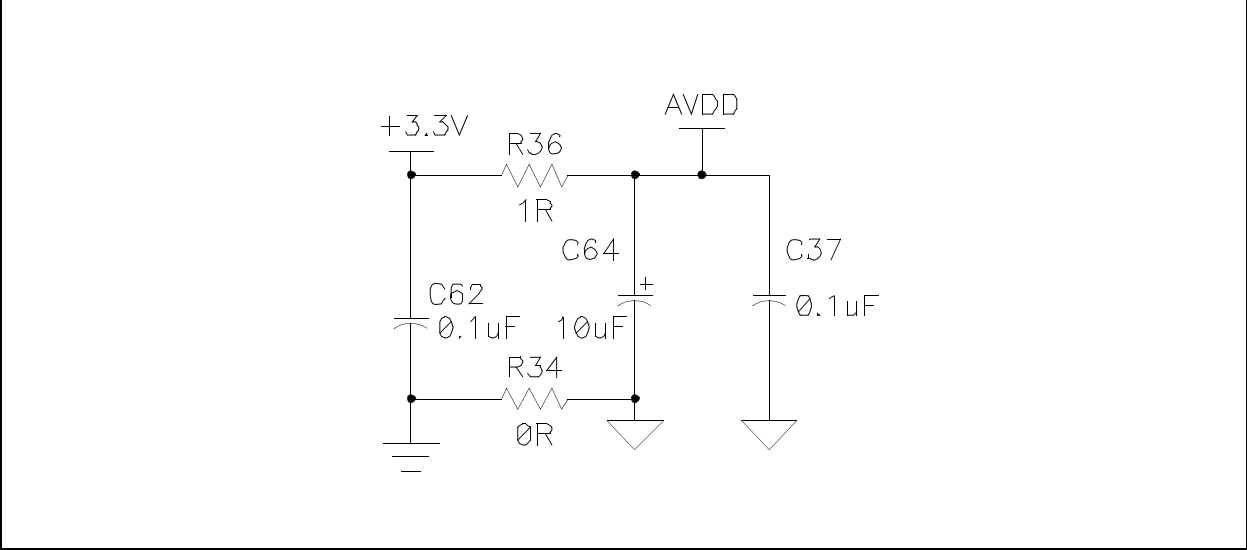 AVDD
+3.3V
R36
1R
C64
C37
+
C62
0.1uF
0.1uF
10uF
R34
0R